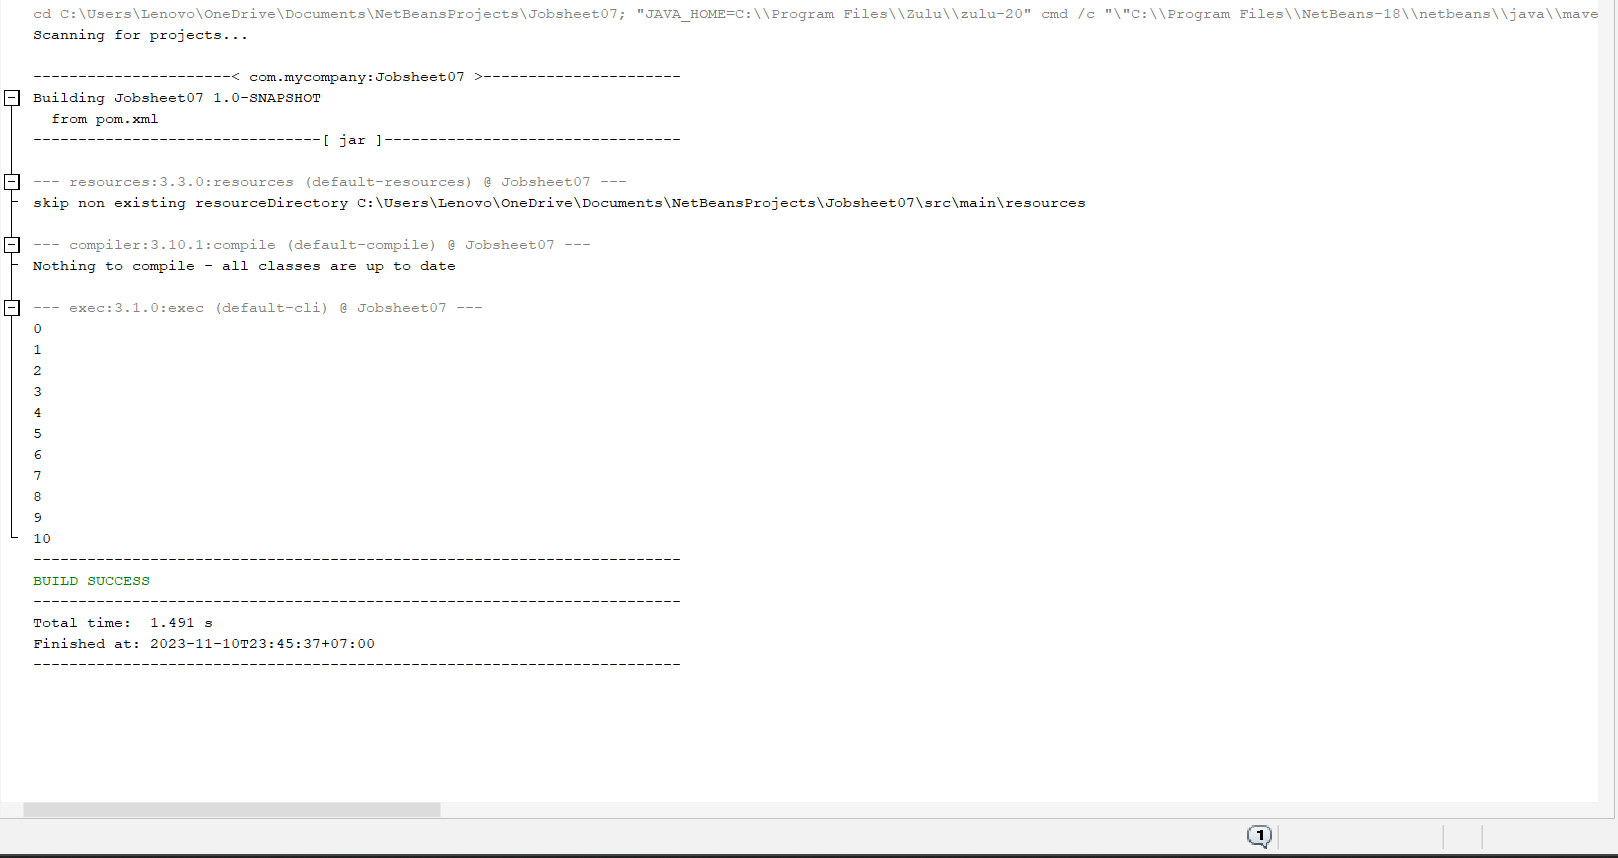 cd C:\Users\Lenovo\OneDrive\Documents\NetBeansProjects\Jobsheet07; "JAVA_HOME=C:\\Program Files\\Zulu\\zulu-20" cmd /c "\"C:\\Program Files\\NetBeans-18\\netbeans\\java\\mave
Scanning for projects...
----------------------< com.mycompany:Jobsheet07 >----------------------
Building Jobsheet07 1.0-SNAPSHOT
  from pom.xml
--------------------------------[ jar ]---------------------------------
--- resources:3.3.0:resources (default-resources) @ Jobsheet07 ---
skip non existing resourceDirectory C:\Users\Lenovo\OneDrive\Documents\NetBeansProjects\Jobsheet07\src\main\resources
--- compiler:3.10.1:compile (default-compile) @ Jobsheet07 ---
Nothing to compile - all classes are up to date
--- exec:3.1.0:exec (default-cli) @ Jobsheet07 ---
0
1
2
3
4
5
6
7
8
9
10
------------------------------------------------------------------------
BUILD SUCCESS
------------------------------------------------------------------------
Total time:  1.491 s
Finished at: 2023-11-10T23:45:37+07:00
------------------------------------------------------------------------
1